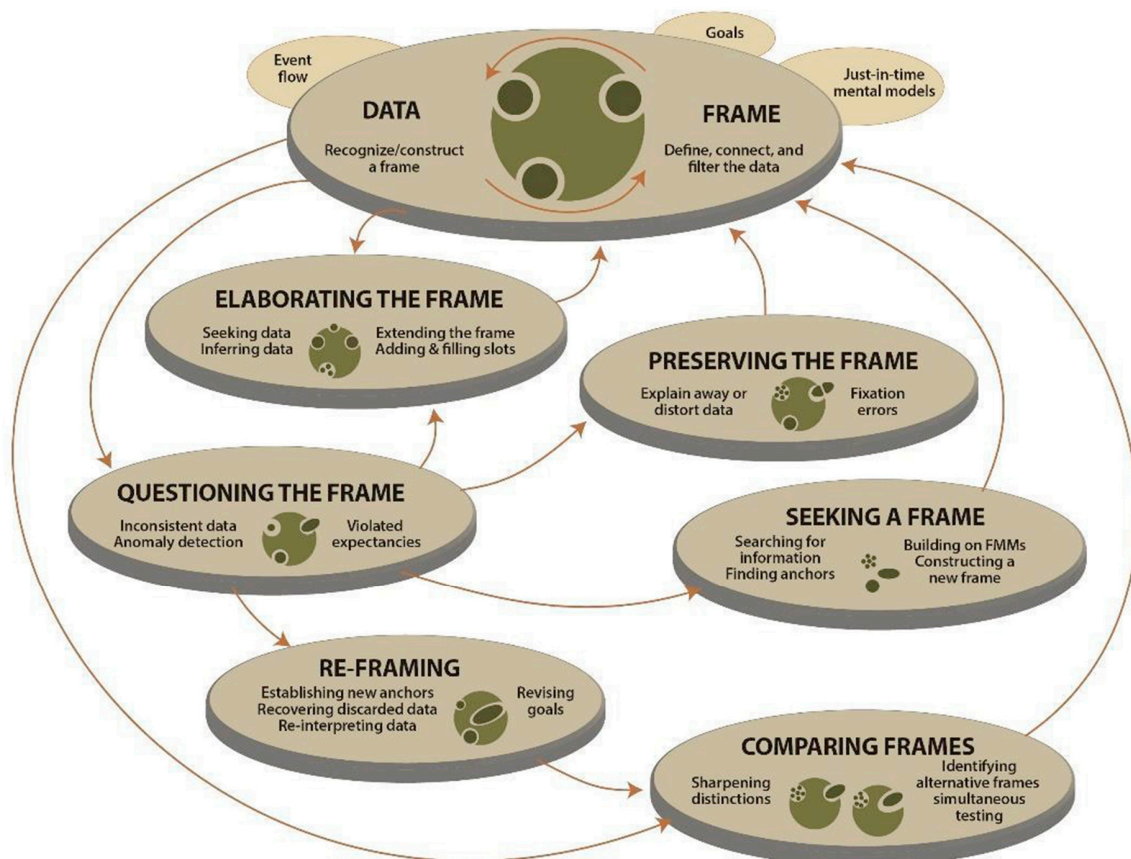 Goals
Event
flow
Just-in-time
mental models
DATA
Recognize/construct
a frame
FRAME
Define, connect, and
filter the data
ELABORATING THE FRAME
Seeking data
Inferring data
Extending the frame
Adding & filling slots
PRESERVING THE FRAME
Explain away or
distort data
Fixation
errors
QUESTIONING THE FRAME
Inconsistent data
Anomaly detection
Violated
expectancies
SEEKING A FRAME
Searching for
information
Finding anchors
Building on FMMs
Constructing a
new frame
RE-FRAMING
Establishing new anchors
Recovering discarded data
Re-interpreting data
Revising
goals
COMPARING FRAMES
Sharpening
distinctions
Identifying
alternative frames
simultaneous
testing